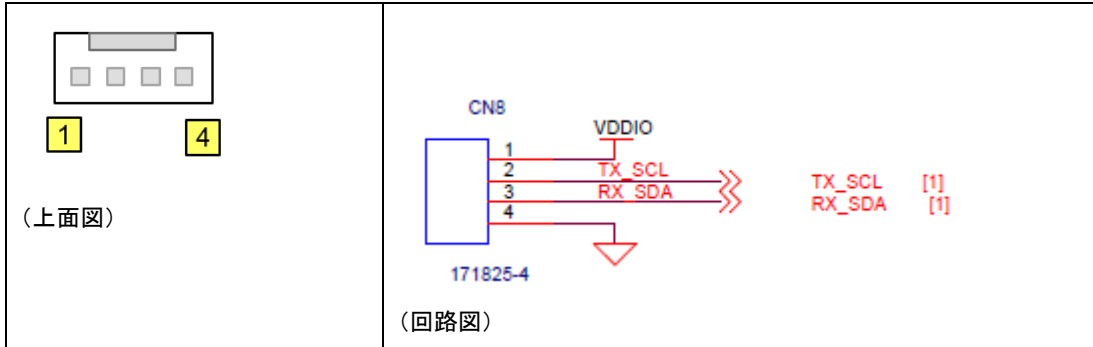 1 4
(上面図)
CN8
VDDIO
1
2 TX_SCL TX_SCL [1]
3 RX_SDA RX_SDA [1]
4
171825-4
(回路図)